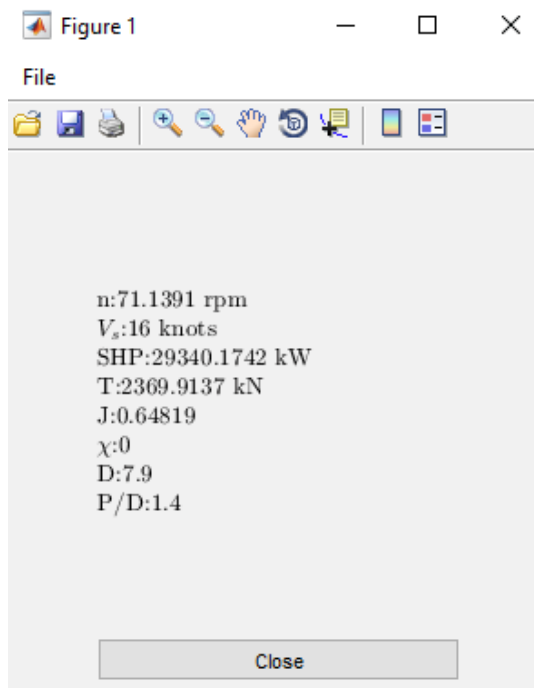 Figure 1
File
n:71.1391 rpm
Vₛ:16 knots
SHP:29340.1742 kW
T:2369.9137 kN
J:0.64819
χ:0
D:7.9
P/D:1.4
Close